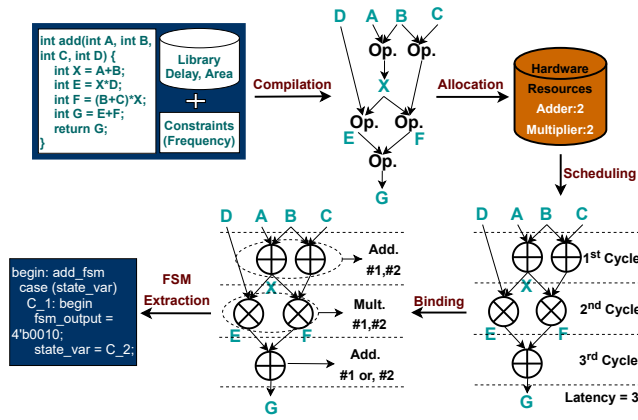 int add(int A, int B,
int C, int D) {
int X = A+B;
int E = X*D;
int F = (B+C)*X;
int G = E+F;
return G;
}
Library
Delay, Area
+
Constraints
(Frequency)
Compilation
D A B C
Op. Op.
X
Op. Op.
E F
Op.
G
Allocation
Hardware
Resources
Adder:2
Multiplier:2
Scheduling
D A B C
1st Cycle
X
2nd Cycle
E F
3rd Cycle
G
Latency = 3
Binding
D A B C
Add.
#1,#2
X
Mult.
#1,#2
E F
Add.
#1 or, #2
G
FSM
Extraction
begin: add_fsm
case (state_var)
C_1: begin
fsm_output =
4'b0010;
state_var = C_2;